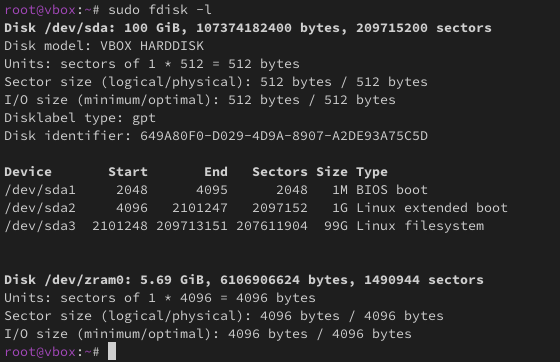 root@vbox:~# sudo fdisk -l
Disk /dev/sda: 100 GiB, 107374182400 bytes, 209715200 sectors
Disk model: VBOX HARDDISK
Units: sectors of 1 * 512 = 512 bytes
Sector size (logical/physical): 512 bytes / 512 bytes
I/O size (minimum/optimal): 512 bytes / 512 bytes
Disklabel type: gpt
Disk identifier: 649A80F0-D029-4D9A-8907-A2DE93A75C5D
Device Start End Sectors Size Type
/dev/sda1 2048 4095 2048 1M BIOS boot
/dev/sda2 4096 2101247 2097152 1G Linux extended boot
/dev/sda3 2101248 209713151 207611904 99G Linux filesystem
Disk /dev/zram0: 5.69 GiB, 6106906624 bytes, 1490944 sectors
Units: sectors of 1 * 4096 = 4096 bytes
Sector size (logical/physical): 4096 bytes / 4096 bytes
I/O size (minimum/optimal): 4096 bytes / 4096 bytes
root@vbox:~#